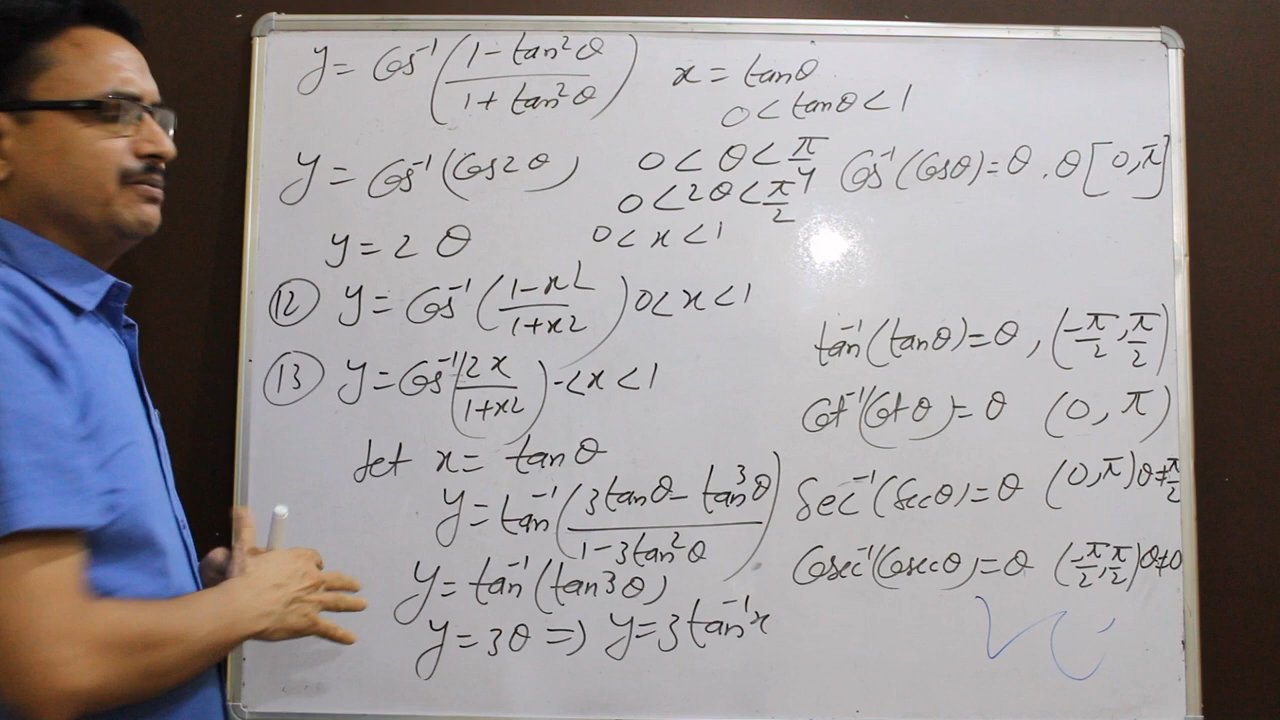 y = Cos⁻¹((1 - tan²θ)/(1 + tan²θ)) x = tanθ
0 < tanθ < 1
y = Cos⁻¹(Cos2θ) 0 < θ < π/4 Cos⁻¹(Cosθ) = θ . θ[0, π]
0 < 2θ < π/2
y = 2θ 0 < x < 1
⑫ y = Cos⁻¹((1-x²)/(1+x²)) 0 < x < 1
tan⁻¹(tanθ) = θ, (-π/2, π/2)
⑬ y = Cos⁻¹(2x/(1+x²)) -< x < 1
Cot⁻¹(Cotθ) = θ (0, π)
let x = tanθ
y = tan⁻¹((3tanθ - tan³θ)/(1 - 3tan²θ)) Sec⁻¹(Secθ) = θ (0, π) θ ≠ π/2
y = tan⁻¹(tan3θ) Cosec⁻¹(Cosecθ) = θ (-π/2, π/2) θ ≠ 0
y = 3θ ⇒ y = 3tan⁻¹x